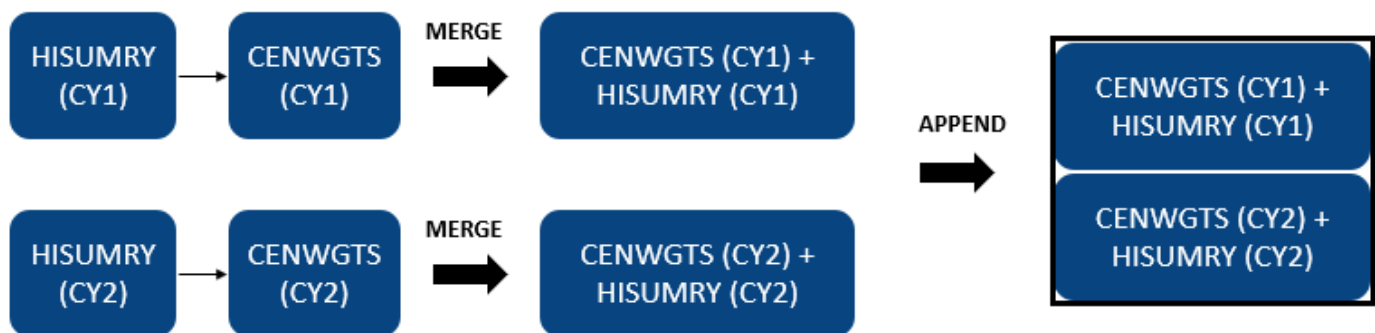 HISUMRY
(CY1)
CENWGTS
(CY1)
MERGE
CENWGTS (CY1) +
HISUMRY (CY1)
HISUMRY
(CY2)
CENWGTS
(CY2)
MERGE
CENWGTS (CY2) +
HISUMRY (CY2)
APPEND
CENWGTS (CY1) +
HISUMRY (CY1)
CENWGTS (CY2) +
HISUMRY (CY2)